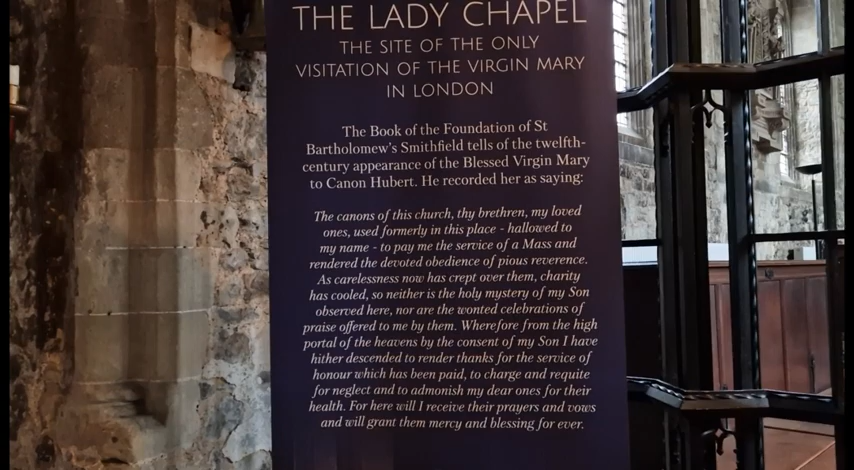 THE LADY CHAPEL
THE SITE OF THE ONLY
VISITATION OF THE VIRGIN MARY
IN LONDON
The Book of the Foundation of St
Bartholomew's Smithfield tells of the twelfth-
century appearance of the Blessed Virgin Mary
to Canon Hubert. He recorded her as saying:
The canons of this church, thy brethren, my loved
ones, used formerly in this place - hallowed to
my name - to pay me the service of a Mass and
rendered the devoted obedience of pious reverence.
As carelessness now has crept over them, charity
has cooled, so neither is the holy mystery of my Son
observed here, nor are the wonted celebrations of
praise offered to me by them. Wherefore from the high
portal of the heavens by the consent of my Son I have
hither descended to render thanks for the service of
honour which has been paid, to charge and requite
for neglect and to admonish my dear ones for their
health. For here will I receive their prayers and vows
and will grant them mercy and blessing for ever.